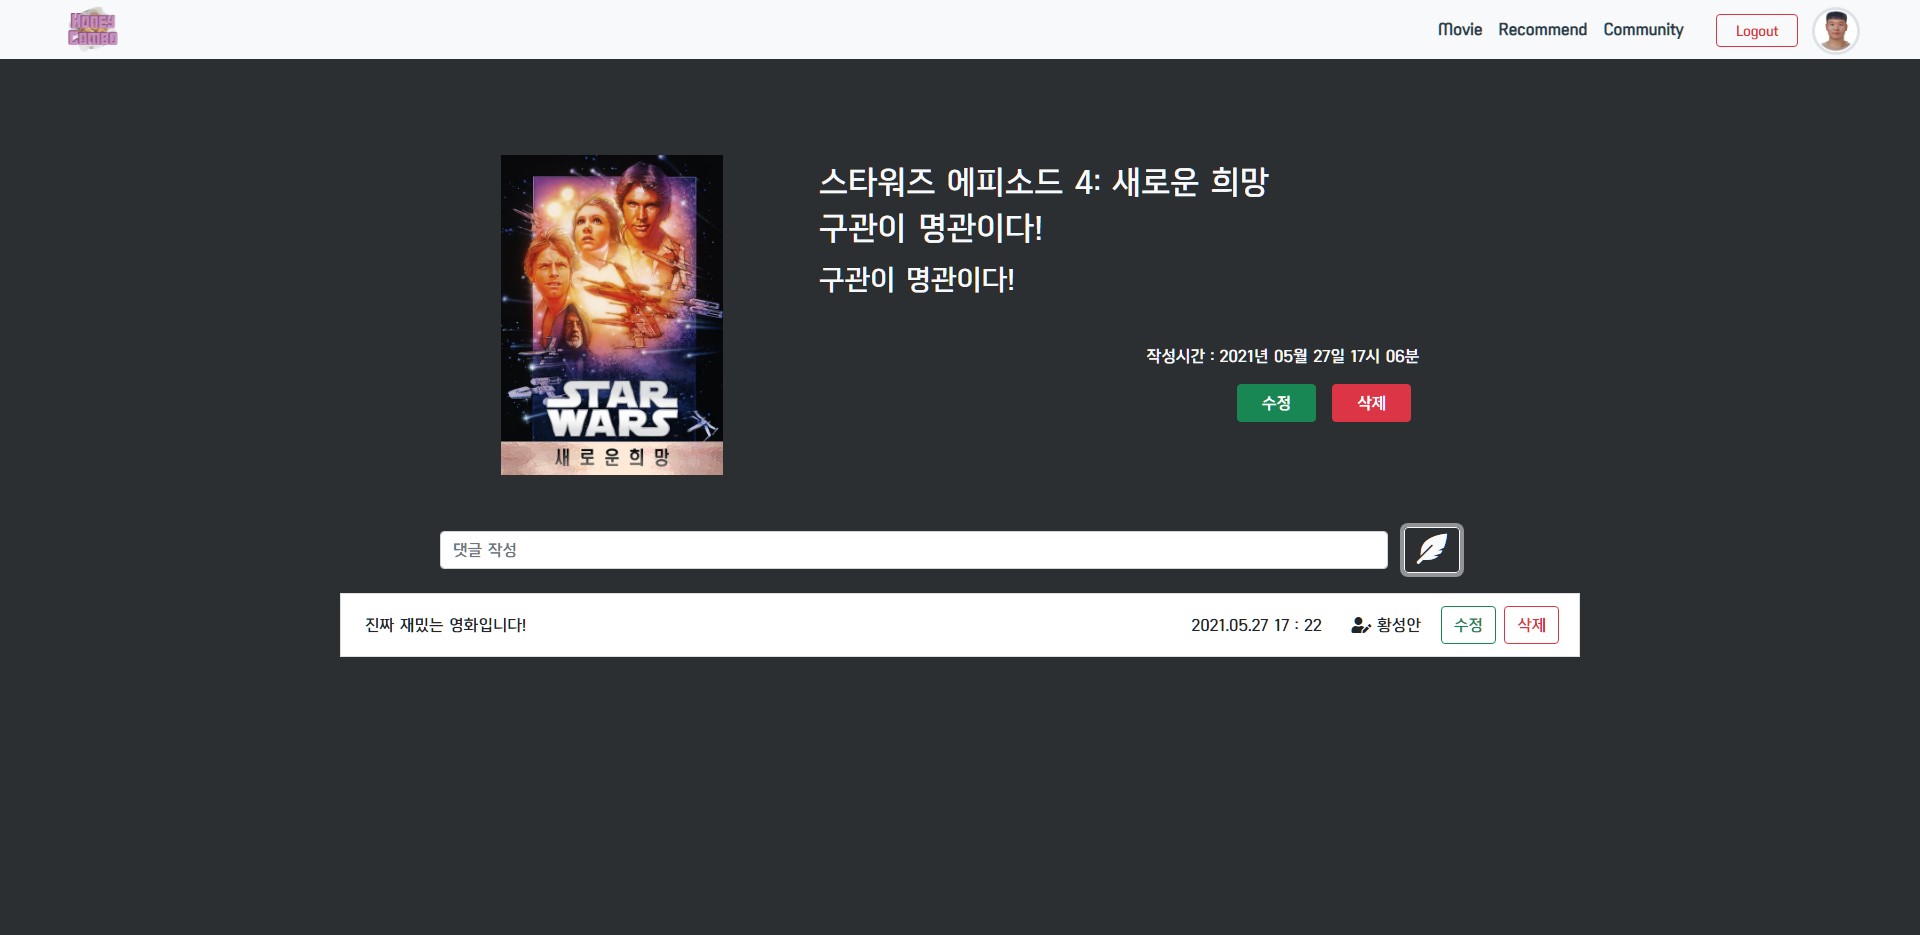 Honey
Combo
Movie Recommend Community Logout
스타워즈 에피소드 4: 새로운 희망
구관이 명관이다!
구관이 명관이다!
작성시간 : 2021년 05월 27일 17시 06분
수정 삭제
STAR
WARS
새로운희망
댓글 작성
진짜 재밌는 영화입니다! 2021.05.27 17 : 22 황성안 수정 삭제